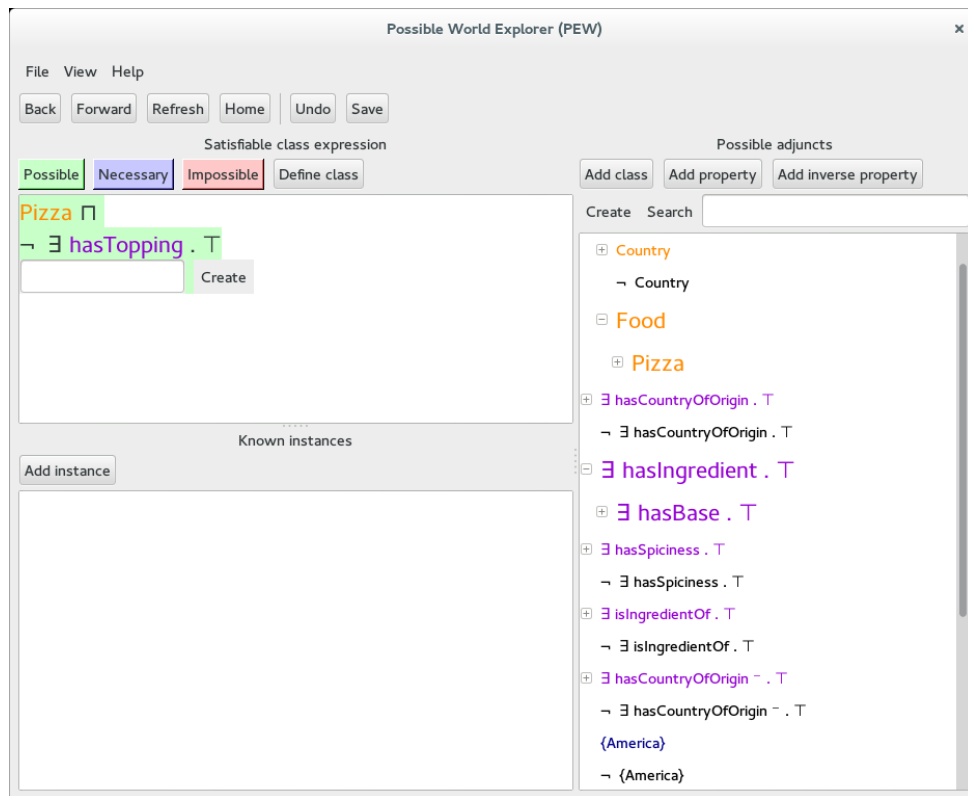 Possible World Explorer (PEW)
File View Help
Back Forward Refresh Home Undo Save
Satisfiable class expression
Possible Necessary Impossible Define class
Pizza ⊓
¬ ∃ hasTopping . ⊤
Create
Known instances
Add instance
Possible adjuncts
Add class Add property Add inverse property
Create Search
Country
¬ Country
Food
Pizza
∃ hasCountryOfOrigin . ⊤
¬ ∃ hasCountryOfOrigin . ⊤
∃ hasIngredient . ⊤
∃ hasBase . ⊤
∃ hasSpiciness . ⊤
¬ ∃ hasSpiciness . ⊤
∃ isIngredientOf . ⊤
¬ ∃ isIngredientOf . ⊤
∃ hasCountryOfOrigin ⁻ . ⊤
¬ ∃ hasCountryOfOrigin ⁻ . ⊤
{America}
¬ {America}